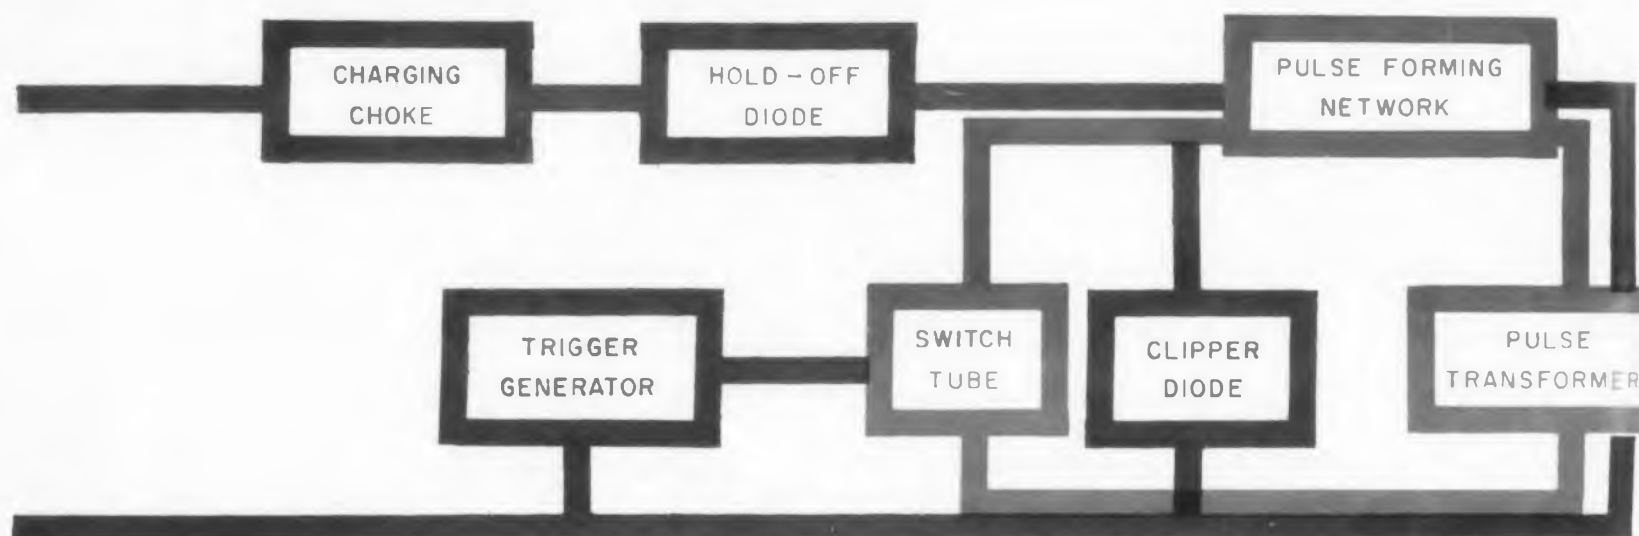 CHARGING
CHOKE
HOLD-OFF
DIODE
PULSE FORMING
NETWORK
TRIGGER
GENERATOR
SWITCH
TUBE
CLIPPER
DIODE
PULSE
TRANSFORMER